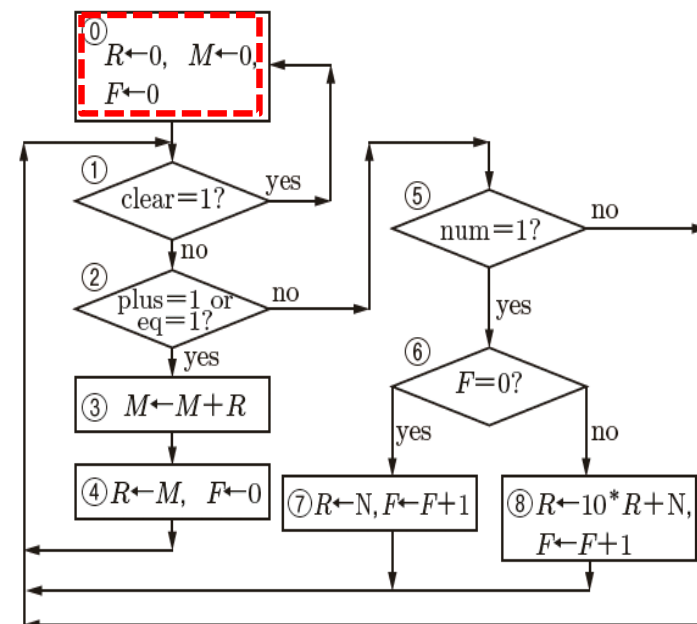 ⓪
R←0, M←0,
F←0
①
clear=1?
yes
no
②
plus=1 or
eq=1?
no
yes
③ M←M+R
④R←M, F←0
⑤
num=1?
no
yes
⑥
F=0?
yes
no
⑦R←N,F←F+1
⑧R←10*R+N,
F←F+1